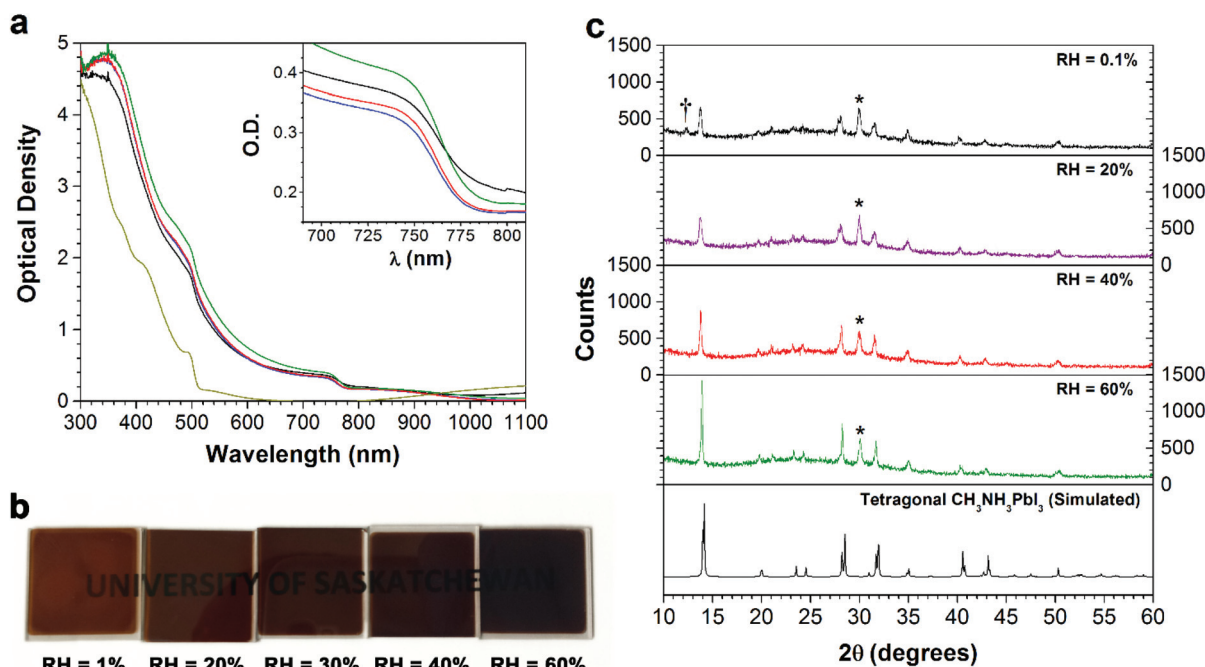 a
5
4
3
2
1
0
300 400 500 600 700 800 900 1000 1100
Optical Density
Wavelength (nm)
0.4
0.3
0.2
O.D.
700 725 750 775 800
λ (nm)
b
UNIVERSITY OF SASKATCHEWAN
RH = 1% RH = 20% RH = 30% RH = 40% RH = 60%
c
1500
1000
500
0
RH = 0.1%
†
*
1500
1000
500
0
RH = 20%
*
1500
1000
500
0
RH = 40%
*
1500
1000
500
0
RH = 60%
*
Tetragonal CH3NH3PbI3 (Simulated)
Counts
10 15 20 25 30 35 40 45 50 55 60
2θ (degrees)